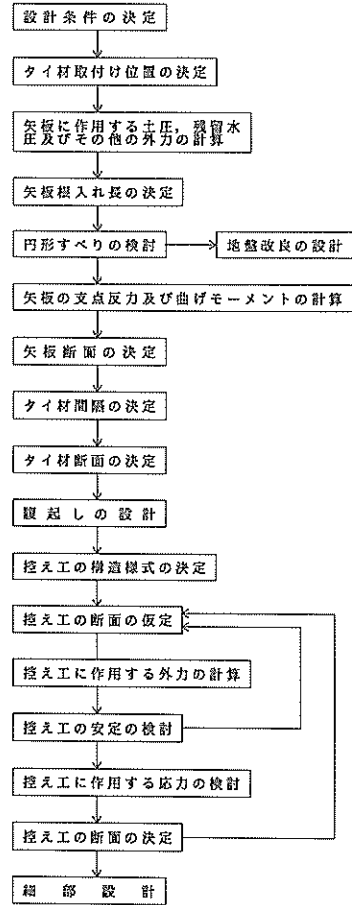 設計条件の決定
タイ材取付け位置の決定
矢板に作用する土圧，残留水
圧及びその他の外力の計算
矢板根入れ長の決定
円形すべりの検討
地盤改良の設計
矢板の支点反力及び曲げモーメントの計算
矢板断面の決定
タイ材間隔の決定
タイ材断面の決定
腹起しの設計
控え工の構造様式の決定
控え工の断面の仮定
控え工に作用する外力の計算
控え工の安定の検討
控え工に作用する応力の検討
控え工の断面の決定
細部設計